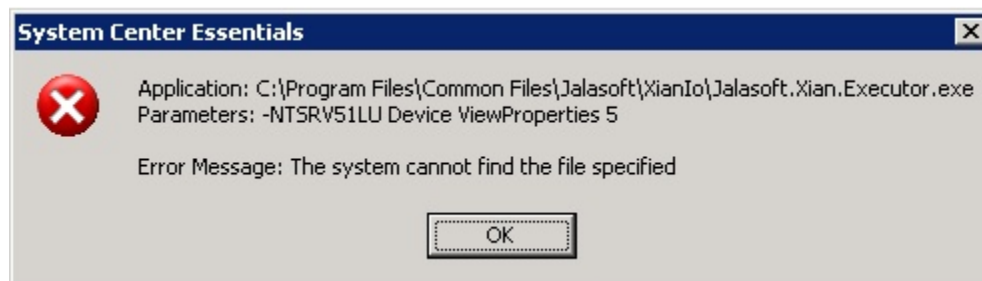 System Center Essentials
Application: C:\Program Files\Common Files\Jalasoft\XianIo\Jalasoft.Xian.Executor.exe
Parameters: -NTSRV51LU Device ViewProperties 5
Error Message: The system cannot find the file specified
OK